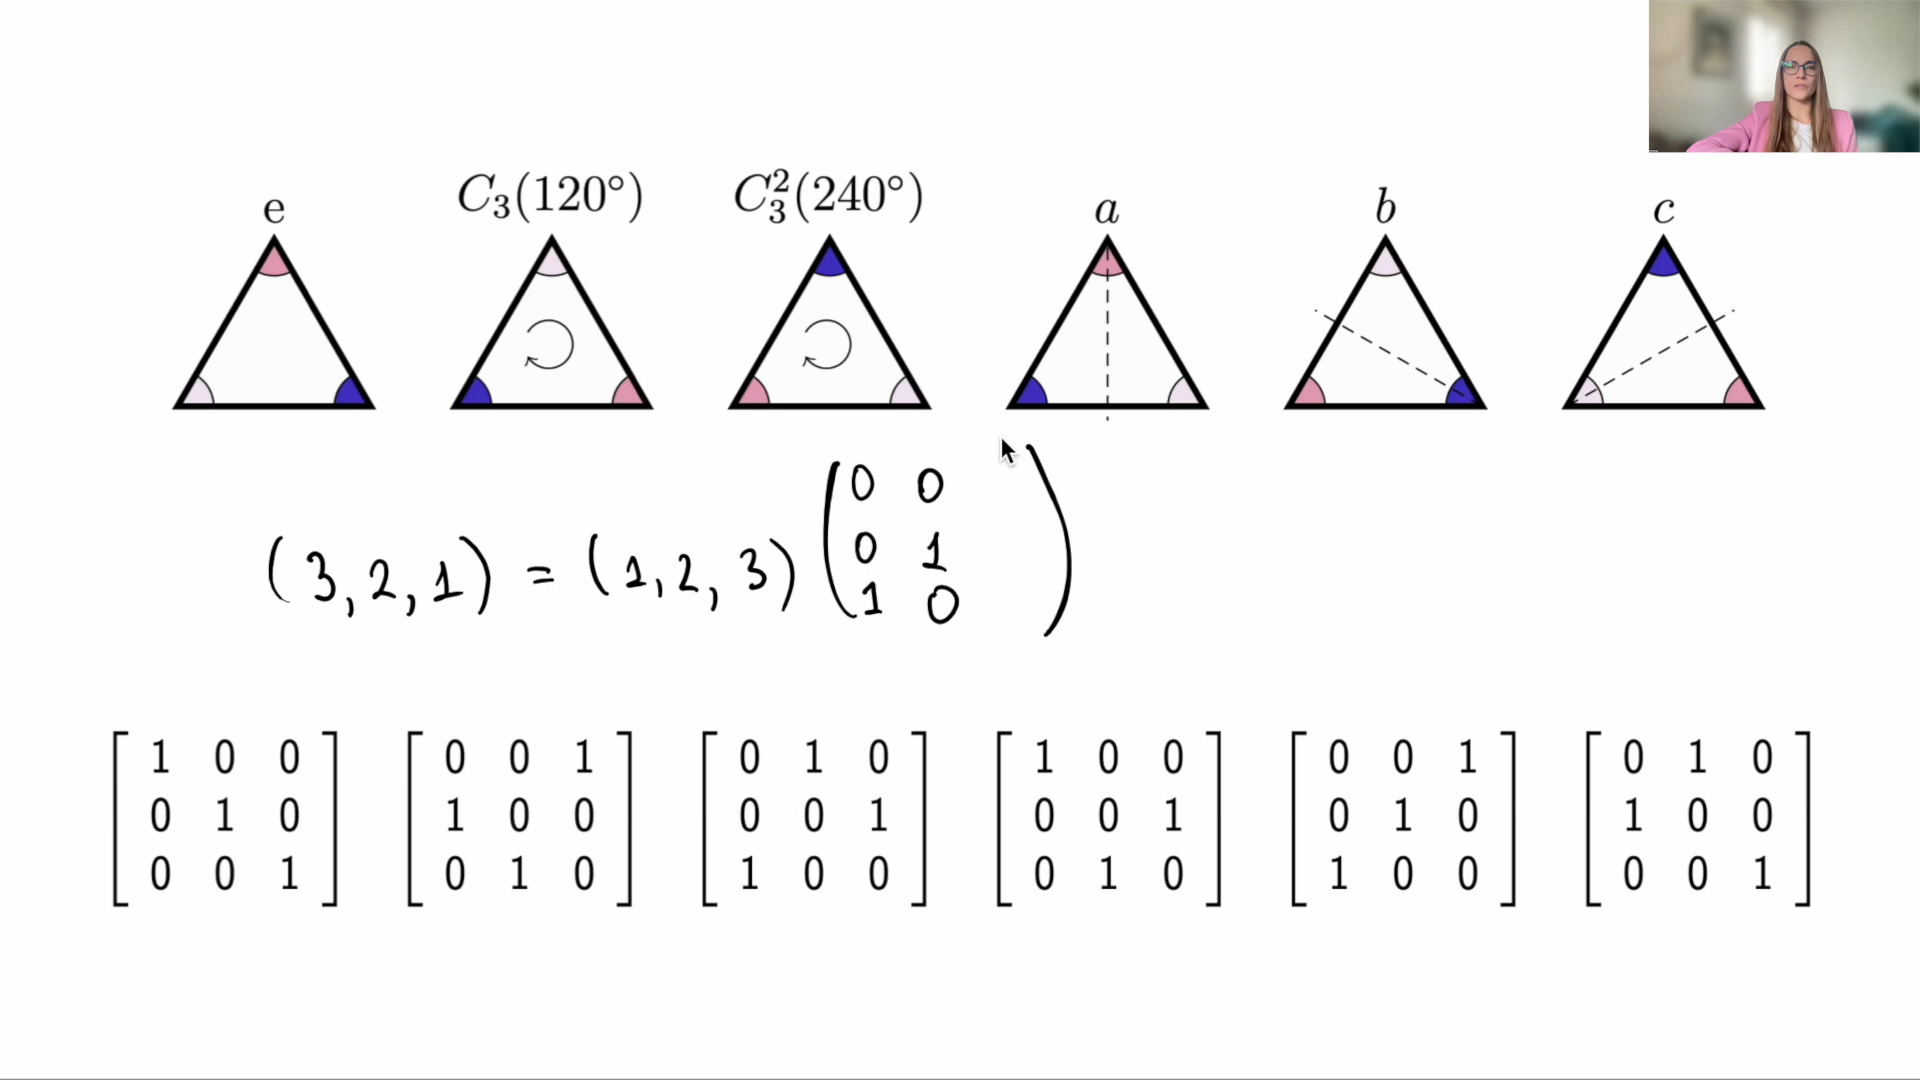 e C₃(120°) C₃²(240°) a b c
(3,2,1) = (1,2,3) ( 0 0
0 1
1 0 )
[ 1 0 0 ] [ 0 0 1 ] [ 0 1 0 ] [ 1 0 0 ] [ 0 0 1 ] [ 0 1 0 ]
[ 0 1 0 ] [ 1 0 0 ] [ 0 0 1 ] [ 0 0 1 ] [ 0 1 0 ] [ 1 0 0 ]
[ 0 0 1 ] [ 0 1 0 ] [ 1 0 0 ] [ 0 1 0 ] [ 1 0 0 ] [ 0 0 1 ]